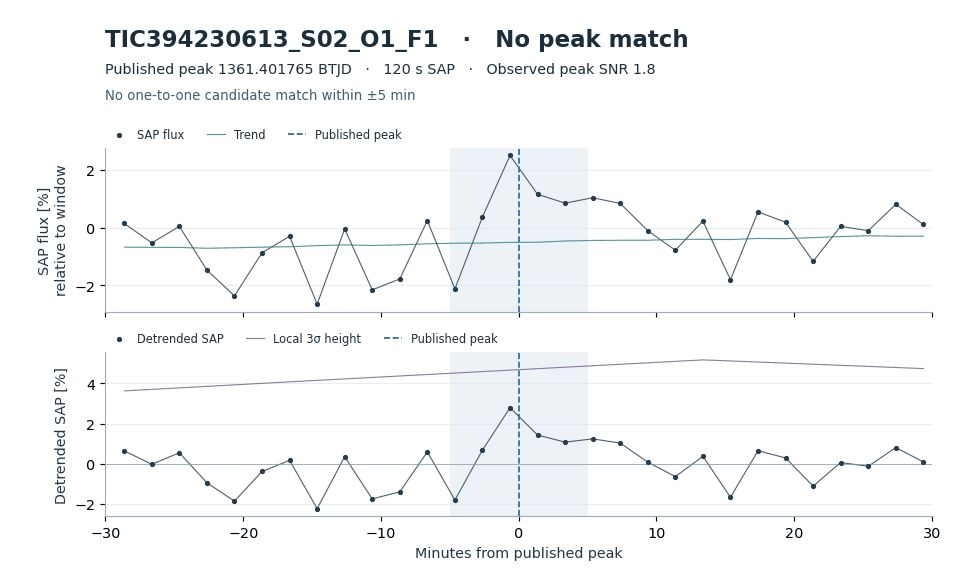 TIC394230613_S02_O1_F1 · No peak match
Published peak 1361.401765 BTJD · 120 s SAP · Observed peak SNR 1.8
No one-to-one candidate match within ±5 min
SAP flux Trend Published peak
SAP flux [%]
relative to window
2
0
−2
Detrended SAP Local 3σ height Published peak
Detrended SAP [%]
4
2
0
−2
−30 −20 −10 0 10 20 30
Minutes from published peak